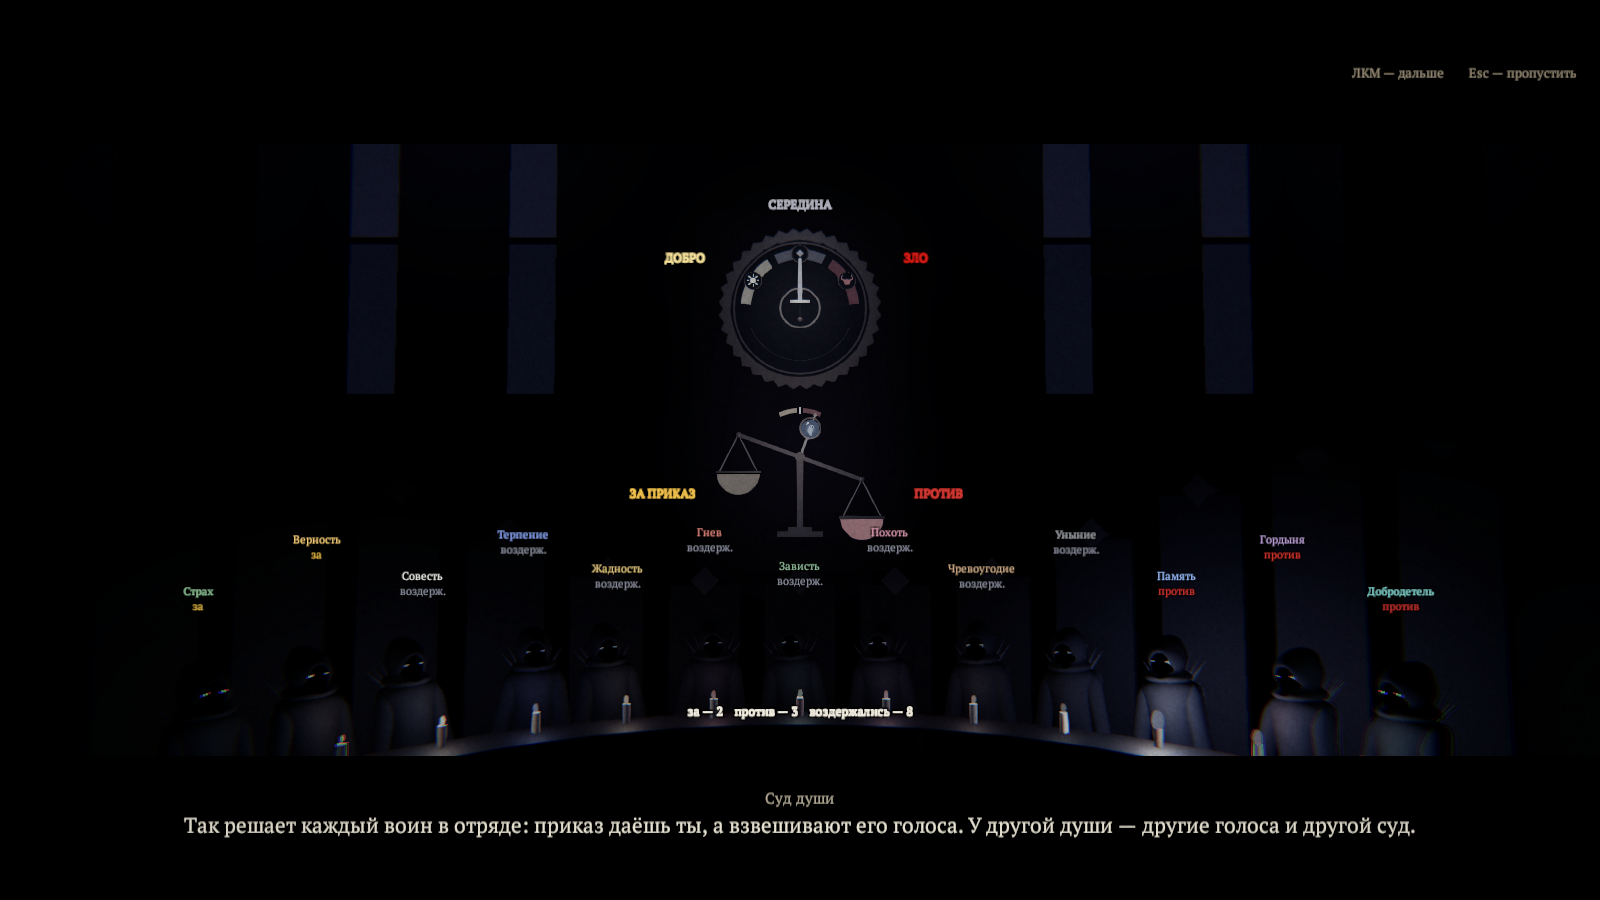 ЛКМ — дальше Esc — пропустить
СЕРЕДИНА
ДОБРО ЗЛО
ЗА ПРИКАЗ ПРОТИВ
Страх
за
Верность
за
Совесть
воздерж.
Терпение
воздерж.
Жадность
воздерж.
Гнев
воздерж.
Зависть
воздерж.
Похоть
воздерж.
Чревоугодие
воздерж.
Уныние
воздерж.
Память
против
Гордыня
против
Добродетель
против
за — 2 против — 3 воздержались — 8
Суд души
Так решает каждый воин в отряде: приказ даёшь ты, а взвешивают его голоса. У другой души — другие голоса и другой суд.